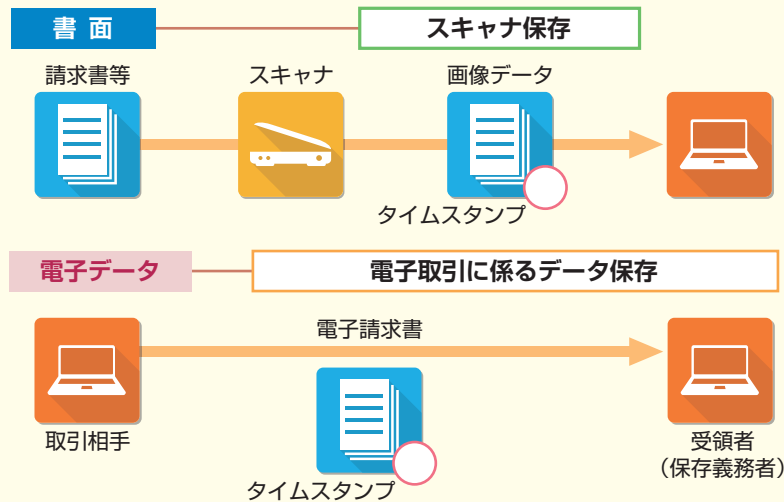 書 面
スキャナ保存
請求書等
スキャナ
画像データ
タイムスタンプ
電子データ
電子取引に係るデータ保存
電子請求書
取引相手
タイムスタンプ
受領者
（保存義務者）